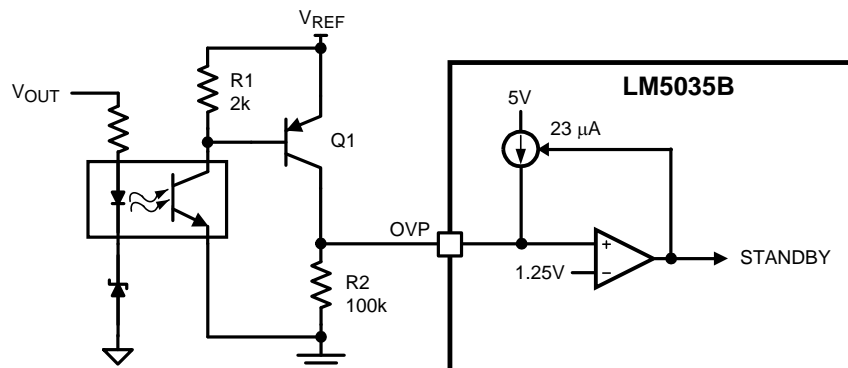 VREF
LM5035B
R1
2k
VOUT
5V
23 μA
Q1
OVP
STANDBY
+
1.25V
−
R2
100k